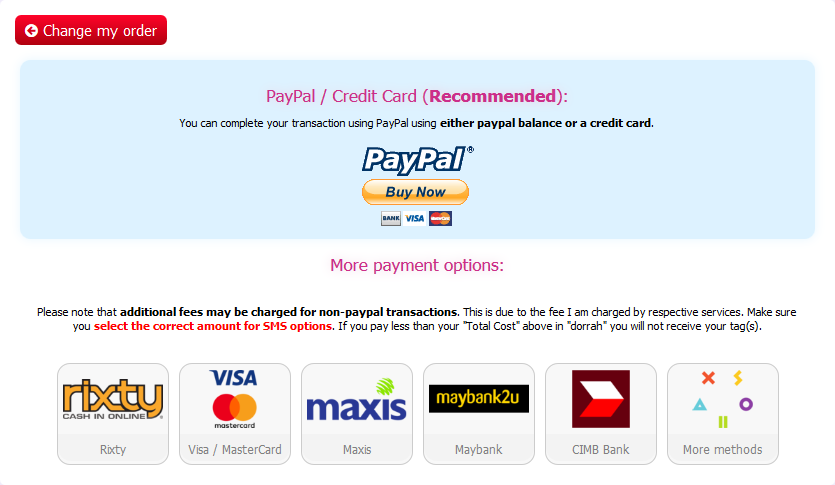 Change my order
PayPal / Credit Card (Recommended):
You can complete your transaction using PayPal using either paypal balance or a credit card.
PayPal®
Buy Now
BANK VISA MasterCard
More payment options:
Please note that additional fees may be charged for non-paypal transactions. This is due to the fee I am charged by respective services. Make sure
you select the correct amount for SMS options. If you pay less than your "Total Cost" above in "dorrah" you will not receive your tag(s).
rixty
CASH IN ONLINE.
VISA
mastercard
maxis
maybank2u
Rixty
Visa / MasterCard
Maxis
Maybank
CIMB Bank
More methods